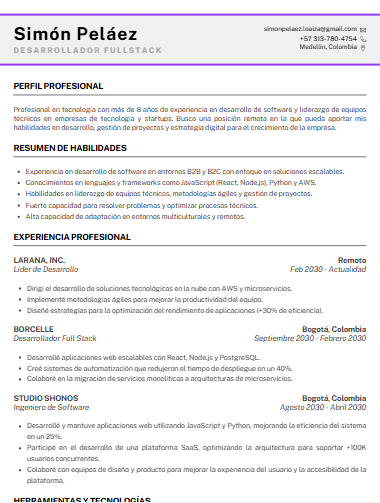 Simón Peláez
DESARROLLADOR FULLSTACK
simonpelaez.loaiza@gmail.com
+57 313-780-4754
Medellín, Colombia
PERFIL PROFESIONAL
Profesional en tecnología con más de 8 años de experiencia en desarrollo de software y liderazgo de equipos
técnicos en empresas de tecnología y startups. Busco una posición remota en la que pueda aportar mis
habilidades en desarrollo, gestión de proyectos y estrategia digital para el crecimiento de la empresa.
RESUMEN DE HABILIDADES
• Experiencia en desarrollo de software en entornos B2B y B2C con enfoque en soluciones escalables.
• Conocimientos en lenguajes y frameworks como JavaScript (React, Node.js), Python y AWS.
• Habilidades en liderazgo de equipos técnicos, metodologías ágiles y gestión de proyectos.
• Fuerte capacidad para resolver problemas y optimizar procesos técnicos.
• Alta capacidad de adaptación en entornos multiculturales y remotos.
EXPERIENCIA PROFESIONAL
LARANA, INC. Remoto
Líder de Desarrollo Feb 2030 - Actualidad
• Dirigí el desarrollo de soluciones tecnológicas en la nube con AWS y microservicios.
• Implementé metodologías ágiles para mejorar la productividad del equipo.
• Diseñé estrategias para la optimización del rendimiento de aplicaciones (+30% de eficiencia).
BORCELLE Bogotá, Colombia
Desarrollador Full Stack Septiembre 2030 - Febrero 2030
• Desarrollé aplicaciones web escalables con React, Node.js y PostgreSQL.
• Creé sistemas de automatización que redujeron el tiempo de despliegue en un 40%.
• Colaboré en la migración de servicios monolíticos a arquitecturas de microservicios.
STUDIO SHONOS Bogotá, Colombia
Ingeniero de Software Agosto 2030 - Abril 2030
• Desarrollé y mantuve aplicaciones web utilizando JavaScript y Python, mejorando la eficiencia del sistema
en un 25%.
• Participé en el desarrollo de una plataforma SaaS, optimizando la arquitectura para soportar +100K
usuarios concurrentes.
• Colaboré con equipos de diseño y producto para mejorar la experiencia del usuario y la accesibilidad de la
plataforma.
HERRAMIENTAS Y TECNOLOGÍAS